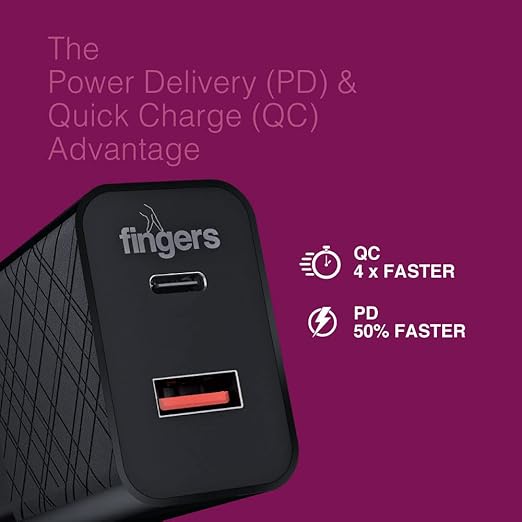 The
Power Delivery (PD) &
Quick Charge (QC)
Advantage
fingers
QC
4 x FASTER
PD
50% FASTER